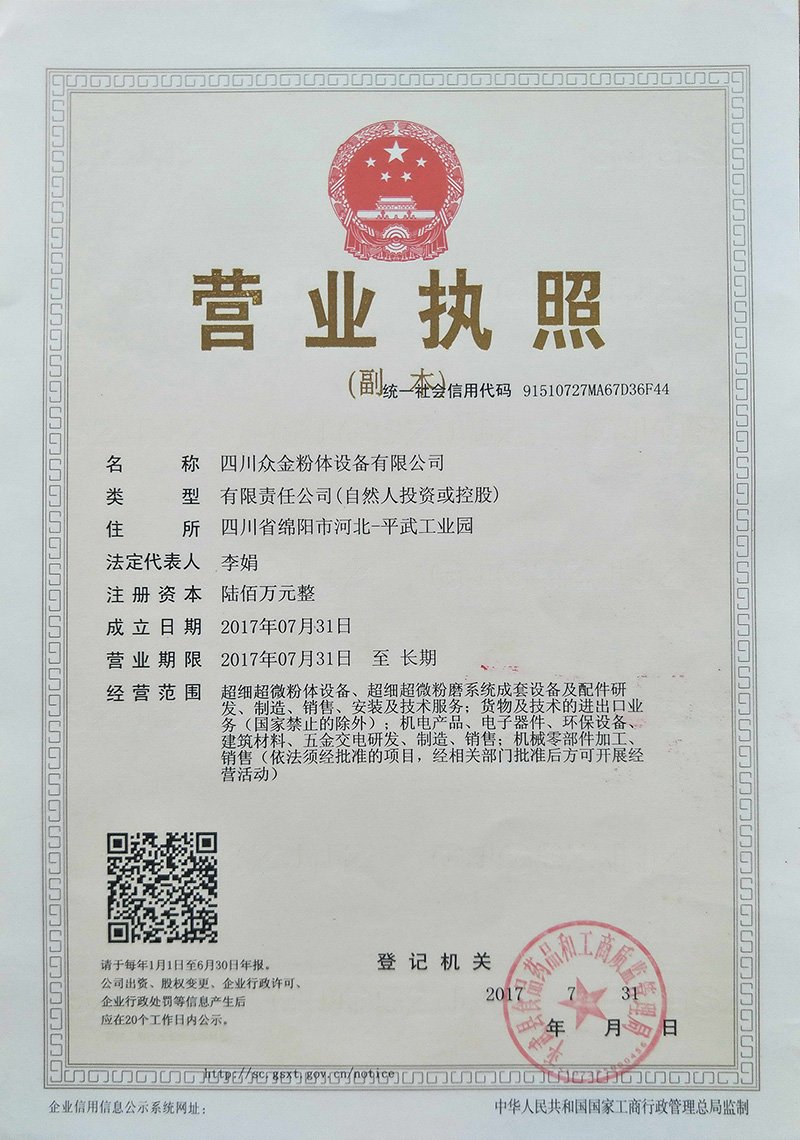 营业执照
(副 本)
统一社会信用代码 91510727MA67D36F44
名 称 四川众金粉体设备有限公司
类 型 有限责任公司(自然人投资或控股)
住 所 四川省绵阳市河北-平武工业园
法定代表人 李娟
注册资本 陆佰万元整
成立日期 2017年07月31日
营业期限 2017年07月31日 至 长期
经营范围 超细超微粉体设备、超细超微粉磨系统成套设备及配件研
发、制造、销售、安装及技术服务；货物及技术的进出口业
务（国家禁止的除外）；机电产品、电子器件、环保设备、
建筑材料、五金交电研发、制造、销售；机械零部件加工、
销售（依法须经批准的项目，经相关部门批准后方可开展经
营活动）
请于每年1月1日至6月30日年报。
公司出资、股权变更、企业行政许可、
企业行政处罚等信息产生后
应在20个工作日内公示。
登记机关
2017 7 31
年 月 日
平武县食品药品和工商质监管理局
http://sc.gsxt.gov.cn/notice
企业信用信息公示系统网址：
中华人民共和国国家工商行政管理总局监制